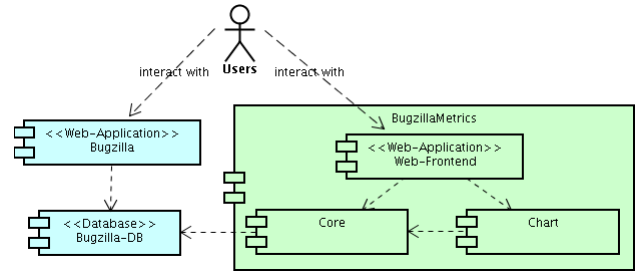 Users
interact with
interact with
BugzillaMetrics
<<Web-Application>>
Bugzilla
<<Web-Application>>
Web-Frontend
<<Database>>
Bugzilla-DB
Core
Chart